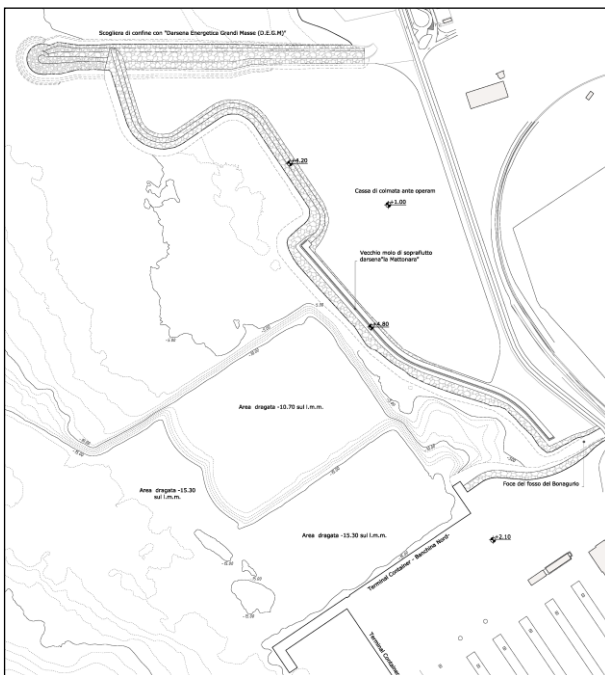 Scogliera di confine con "Darsena Energetica Grandi Masse (D.E.G.M)"
+4.20
Cassa di colmata ante operam
+1.00
Vecchio molo di sopraflutto
darsena"la Mattonara"
+4.80
Area dragata -10.70 sul l.m.m.
Area dragata -15.30
sul l.m.m.
Area dragata -15.30 sul l.m.m.
Foce del fosso del Bonagurlo
+2.10
Terminal Container - Banchina Nord-
Terminal Container